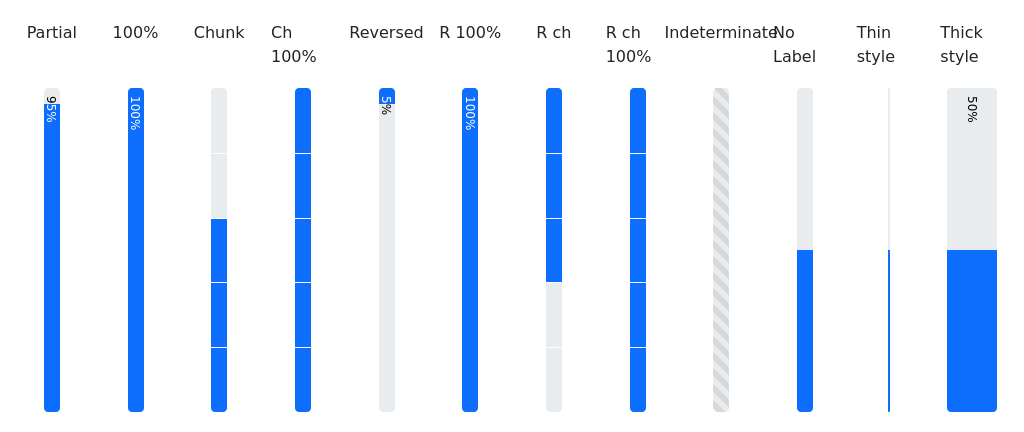 Partial
100%
Chunk
Ch
100%
Reversed
R 100%
R ch
R ch
100%
Indeterminate
No
Label
Thin
style
Thick
style
95%
100%
5%
100%
50%